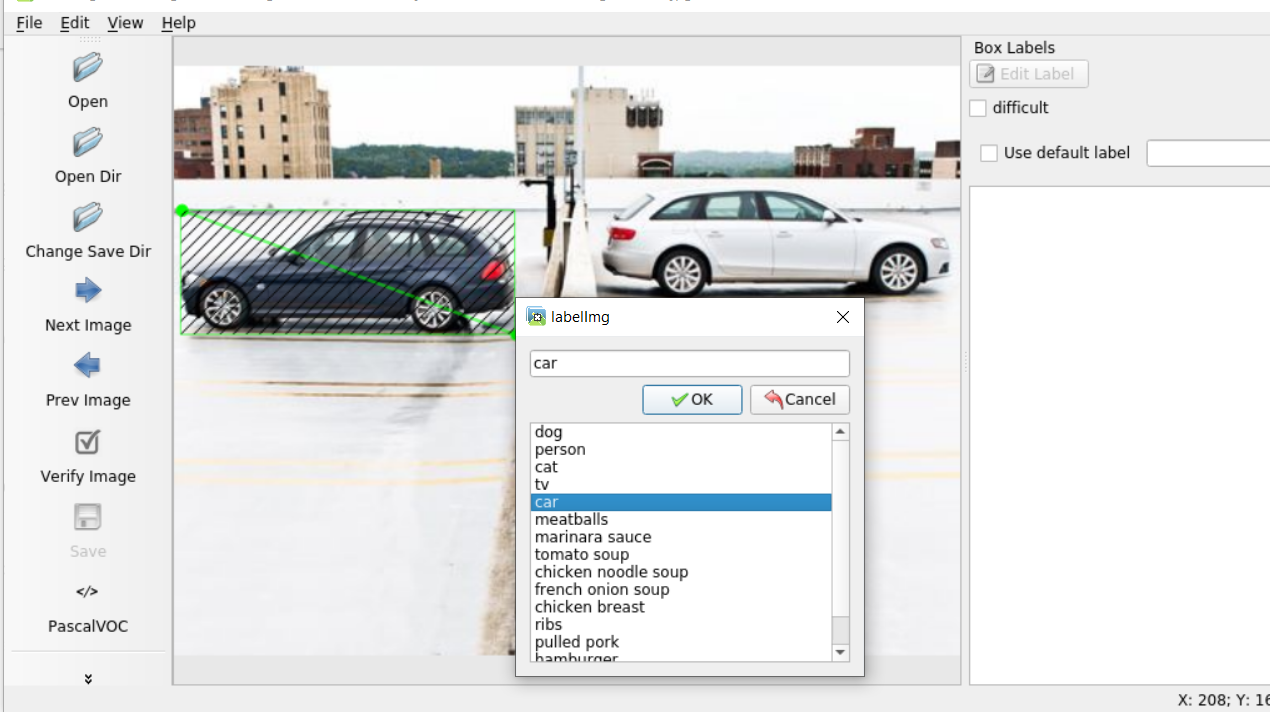 File Edit View Help
Open
Open Dir
Change Save Dir
Next Image
Prev Image
Verify Image
Save
</>
PascalVOC
Box Labels
Edit Label
difficult
Use default label
labelImg
car
OK Cancel
dog
person
cat
tv
car
meatballs
marinara sauce
tomato soup
chicken noodle soup
french onion soup
chicken breast
ribs
pulled pork
hamburger
X: 208; Y: 16